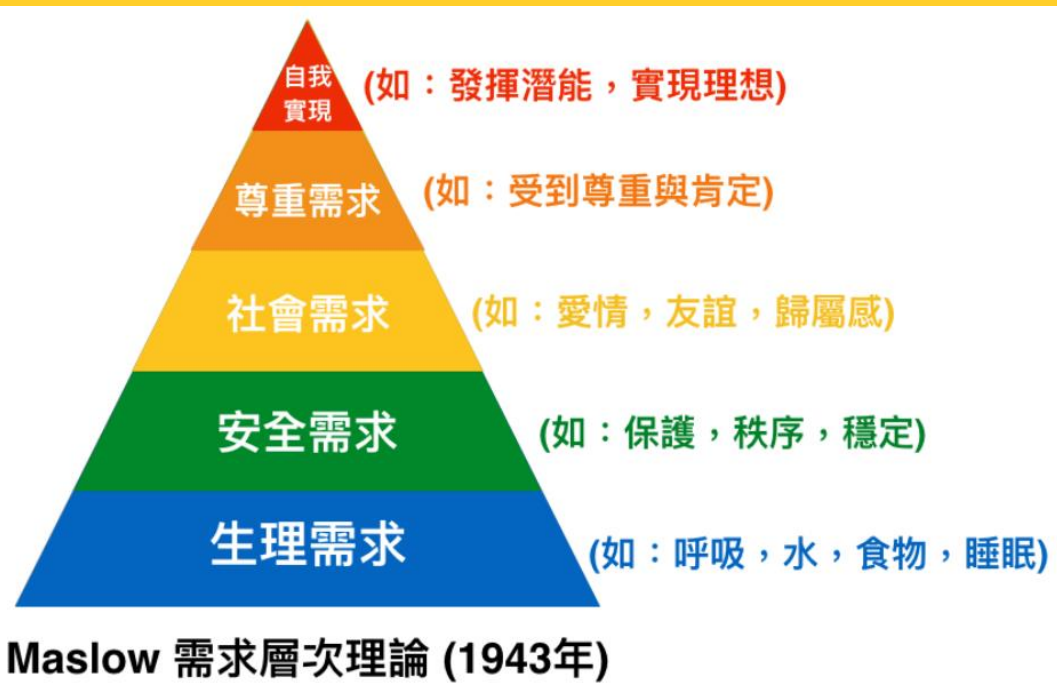 自我
實現
(如：發揮潛能，實現理想)
尊重需求
(如：受到尊重與肯定)
社會需求
(如：愛情，友誼，歸屬感)
安全需求
(如：保護，秩序，穩定)
生理需求
(如：呼吸，水，食物，睡眠)
Maslow 需求層次理論 (1943年)